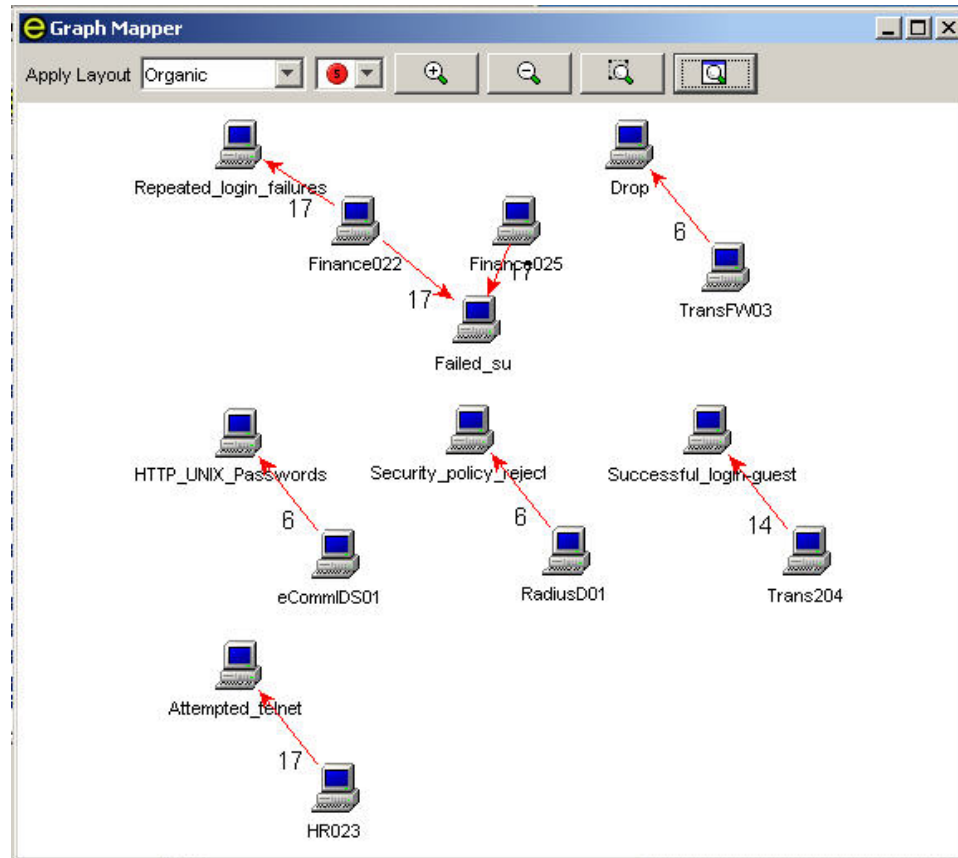 Graph Mapper
Apply Layout Organic
Repeated_login_failures
Drop
17
6
Finance022
Finance025
17
17
TransFW03
Failed_su
HTTP_UNIX_Passwords
Security_policy_reject
Successful_login-guest
6
6
14
eCommIDS01
RadiusD01
Trans204
Attempted_telnet
17
HR023